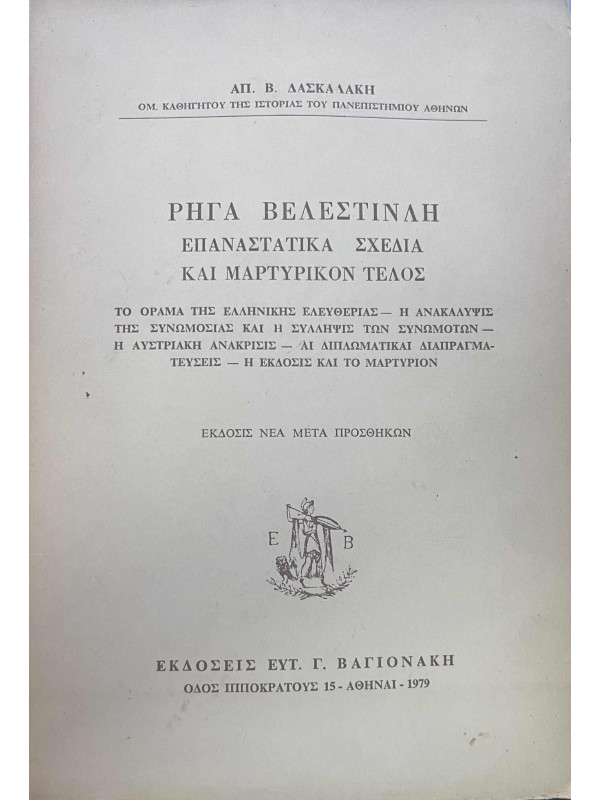 ΑΠ. Β. ΔΑΣΚΑΛΑΚΗ
ΟΜ. ΚΑΘΗΓΗΤΟΥ ΤΗΣ ΙΣΤΟΡΙΑΣ ΤΟΥ ΠΑΝΕΠΙΣΤΗΜΙΟΥ ΑΘΗΝΩΝ
ΡΗΓΑ ΒΕΛΕΣΤΙΝΛΗ
ΕΠΑΝΑΣΤΑΤΙΚΑ ΣΧΕΔΙΑ
ΚΑΙ ΜΑΡΤΥΡΙΚΟΝ ΤΕΛΟΣ
ΤΟ ΟΡΑΜΑ ΤΗΣ ΕΛΛΗΝΙΚΗΣ ΕΛΕΥΘΕΡΙΑΣ — Η ΑΝΑΚΑΛΥΨΙΣ
ΤΗΣ ΣΥΝΩΜΟΣΙΑΣ ΚΑΙ Η ΣΥΛΛΗΨΙΣ ΤΩΝ ΣΥΝΩΜΟΤΩΝ —
Η ΑΥΣΤΡΙΑΚΗ ΑΝΑΚΡΙΣΙΣ — ΑΙ ΔΙΠΛΩΜΑΤΙΚΑΙ ΔΙΑΠΡΑΓΜΑ-
ΤΕΥΣΕΙΣ — Η ΕΚΔΟΣΙΣ ΚΑΙ ΤΟ ΜΑΡΤΥΡΙΟΝ
ΕΚΔΟΣΙΣ ΝΕΑ ΜΕΤΑ ΠΡΟΣΘΗΚΩΝ
Ε Β
ΕΚΔΟΣΕΙΣ ΕΥΤ. Γ. ΒΑΓΙΟΝΑΚΗ
ΟΔΟΣ ΙΠΠΟΚΡΑΤΟΥΣ 15 - ΑΘΗΝΑΙ - 1979